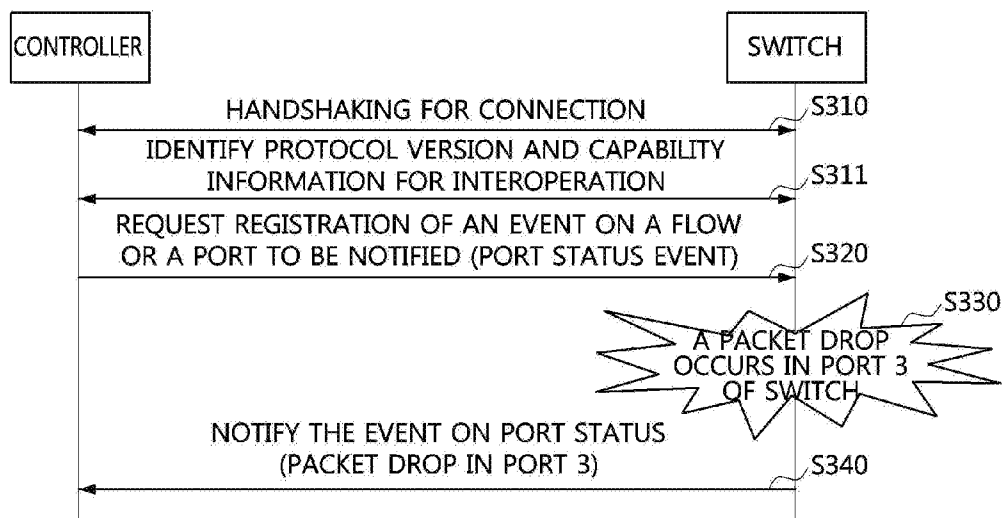 CONTROLLER
SWITCH
HANDSHAKING FOR CONNECTION
S310
IDENTIFY PROTOCOL VERSION AND CAPABILITY
INFORMATION FOR INTEROPERATION
S311
REQUEST REGISTRATION OF AN EVENT ON A FLOW
OR A PORT TO BE NOTIFIED (PORT STATUS EVENT)
S320
S330
A PACKET DROP
OCCURS IN PORT 3
OF SWITCH
NOTIFY THE EVENT ON PORT STATUS
(PACKET DROP IN PORT 3)
S340